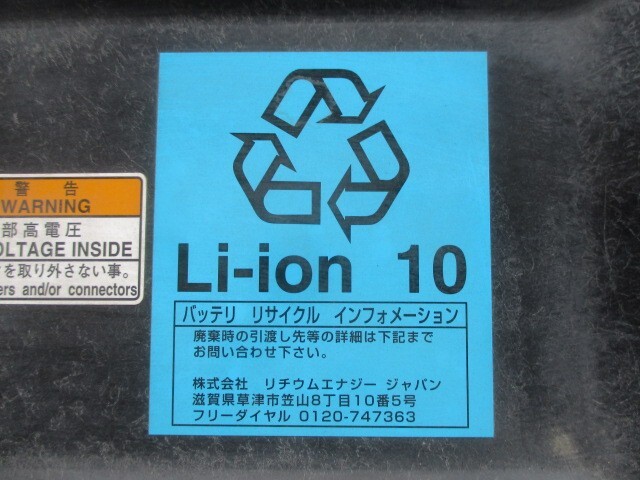 警告
WARNING
部高電圧
OLTAGE INSIDE
を取り外さない事。
ers and/or connectors
Li-ion 10
バッテリ リサイクル インフォメーション
廃棄時の引渡し先等の詳細は下記まで
お問い合わせ下さい。
株式会社 リチウムエナジー ジャパン
滋賀県草津市笠山8丁目10番5号
フリーダイヤル 0120-747363